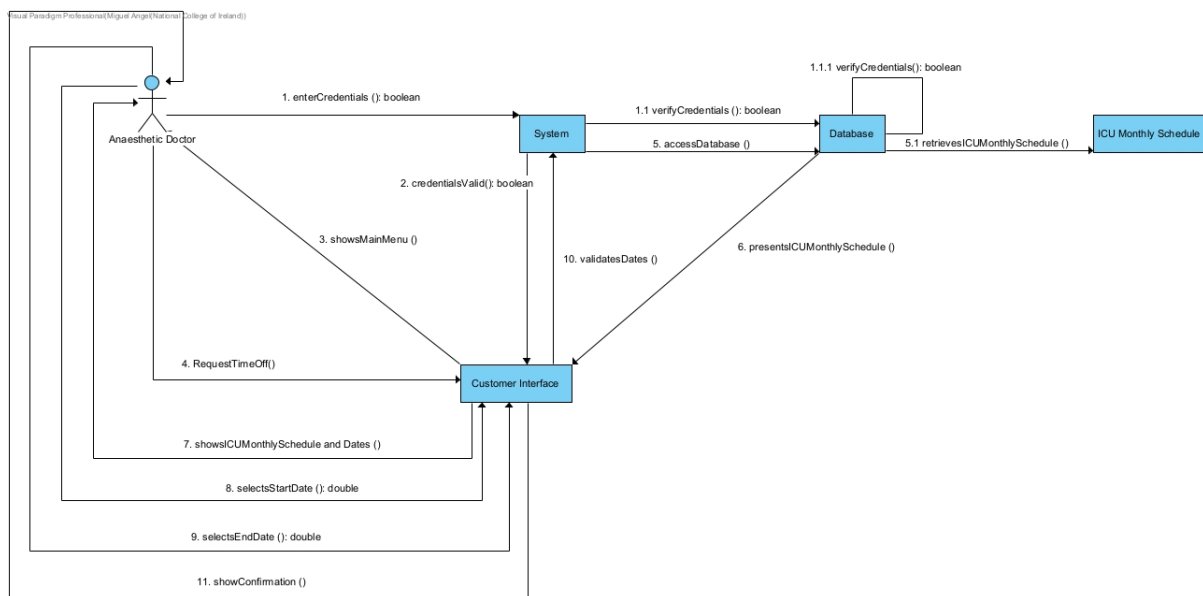 Visual Paradigm Professional(Miguel Angel(National College of Ireland))
1.1.1 verifyCredentials(): boolean
1. enterCredentials (): boolean
1.1 verifyCredentials (): boolean
Anaesthetic Doctor
System
Database
ICU Monthly Schedule
5. accessDatabase ()
5.1 retrievesICUMonthlySchedule ()
2. credentialsValid(): boolean
3. showsMainMenu ()
6. presentsICUMonthlySchedule ()
10. validatesDates ()
4. RequestTimeOff()
Customer Interface
7. showsICUMonthlySchedule and Dates ()
8. selectsStartDate (): double
9. selectsEndDate (): double
11. showConfirmation ()